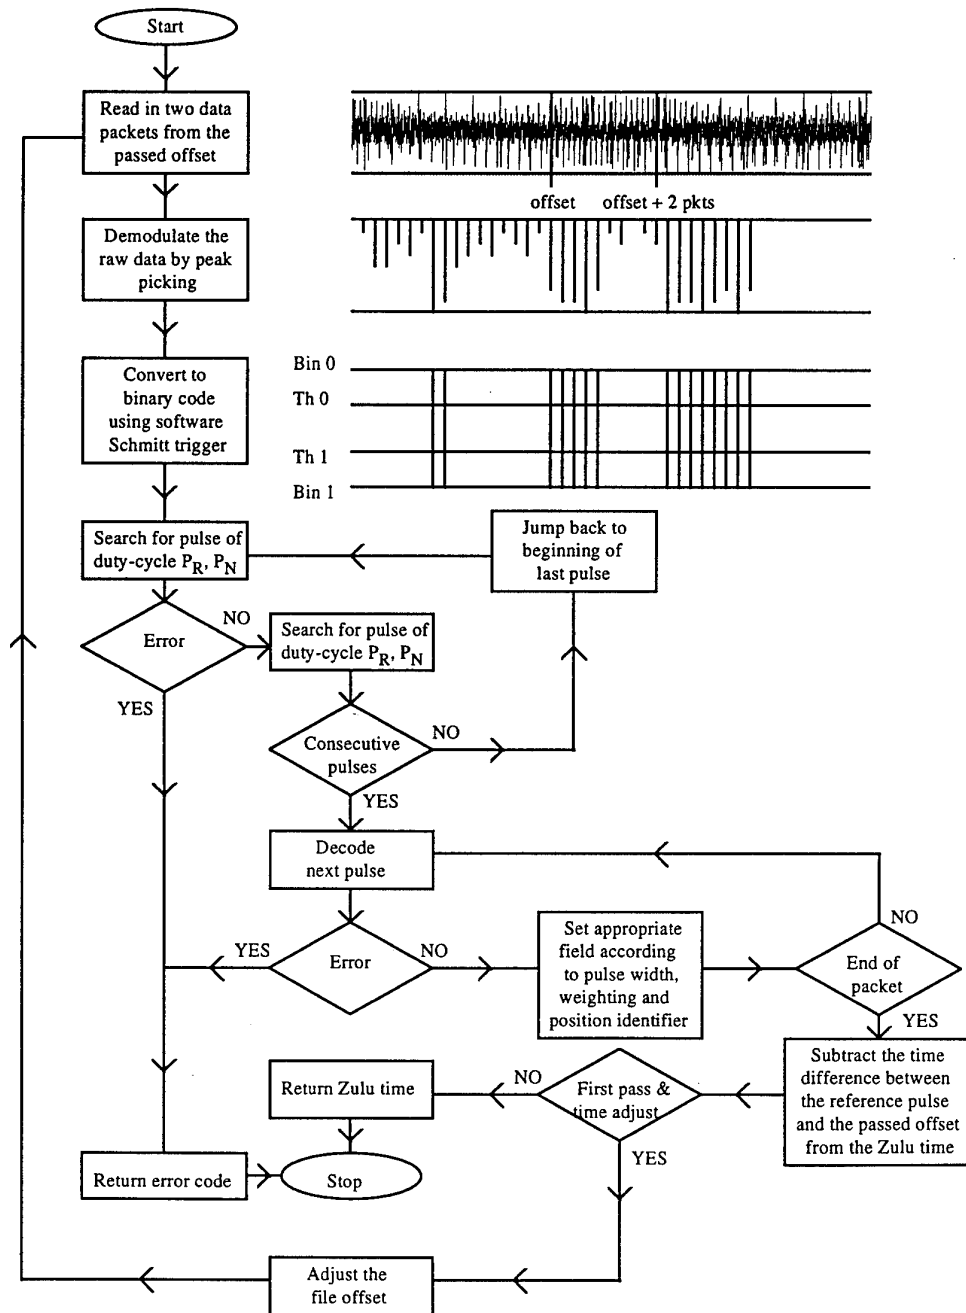 Start
Read in two data
packets from the
passed offset
offset
offset + 2 pkts
Demodulate the
raw data by peak
picking
Bin 0
Th 0
Th 1
Bin 1
Convert to
binary code
using software
Schmitt trigger
Search for pulse of
duty-cycle P_R, P_N
Jump back to
beginning of
last pulse
Error
NO
YES
Search for pulse of
duty-cycle P_R, P_N
Consecutive
pulses
NO
YES
Decode
next pulse
Error
YES
NO
Set appropriate
field according
to pulse width,
weighting and
position identifier
End of
packet
NO
YES
Subtract the time
difference between
the reference pulse
and the passed offset
from the Zulu time
First pass &
time adjust
NO
YES
Return Zulu time
Return error code
Stop
Adjust the
file offset